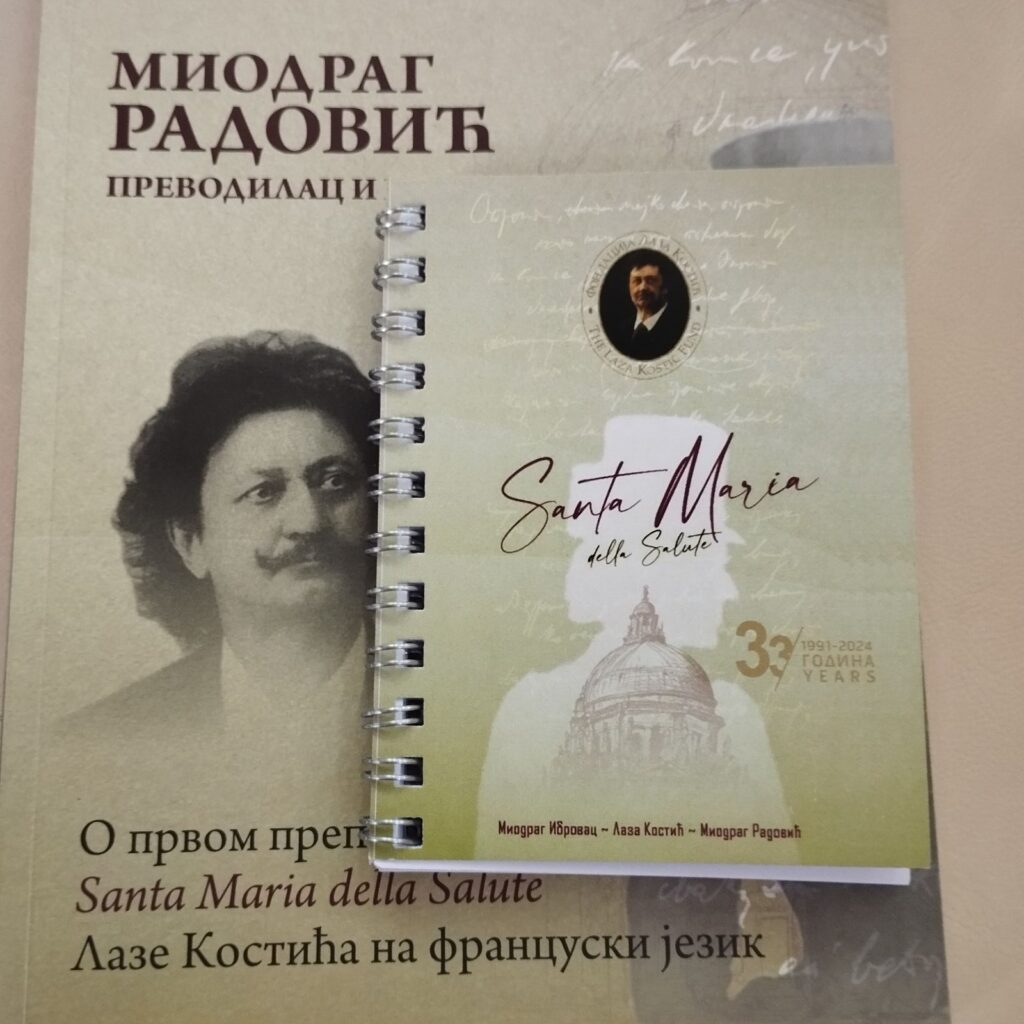 МИОДРАГ
РАДОВИЋ
ПРЕВОДИЛАЦ И
ФОНДАЦИЈА ЛАЗА КОСТИЋ
THE LAZA KOSTIC FUND
Santa Maria
della Salute
33
1991-2024
ГОДИНА
YEARS
Миодраг Ибровац ~ Лаза Костић ~ Миодраг Радовић
О првом преп
Santa Maria della Salute
Лазе Костића на француски језик